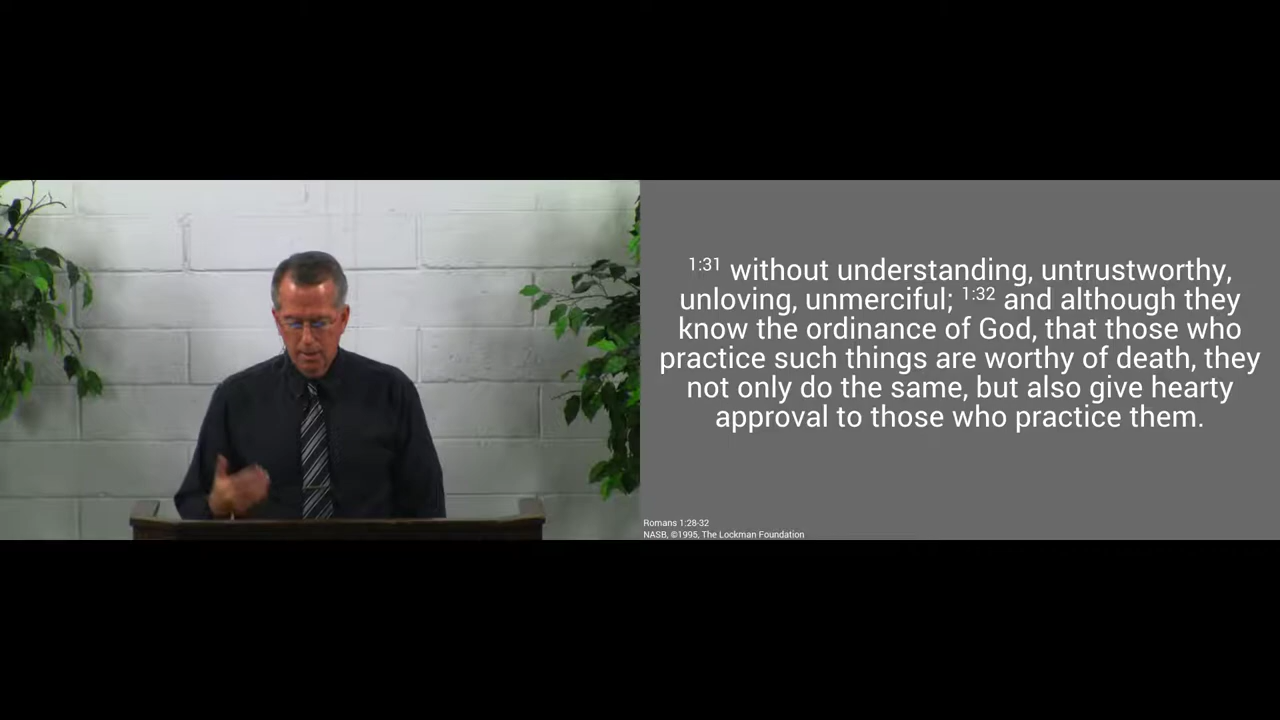 1:31 without understanding, untrustworthy,
unloving, unmerciful; 1:32 and although they
know the ordinance of God, that those who
practice such things are worthy of death, they
not only do the same, but also give hearty
approval to those who practice them.
Romans 1:28-32
NASB, ©1995, The Lockman Foundation